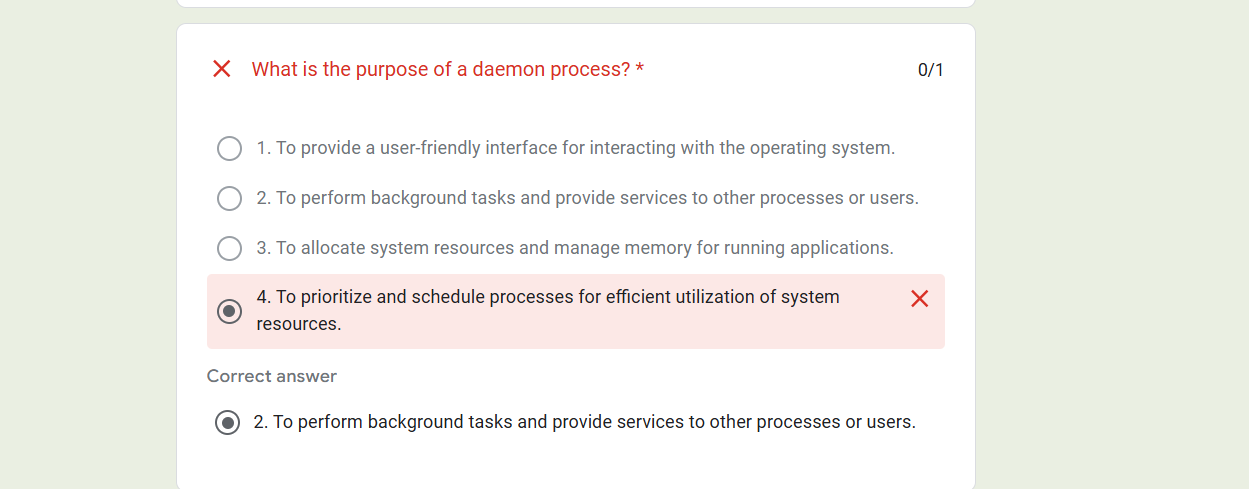 What is the purpose of a daemon process? *
0/1
1. To provide a user-friendly interface for interacting with the operating system.
2. To perform background tasks and provide services to other processes or users.
3. To allocate system resources and manage memory for running applications.
4. To prioritize and schedule processes for efficient utilization of system
resources.
Correct answer
2. To perform background tasks and provide services to other processes or users.